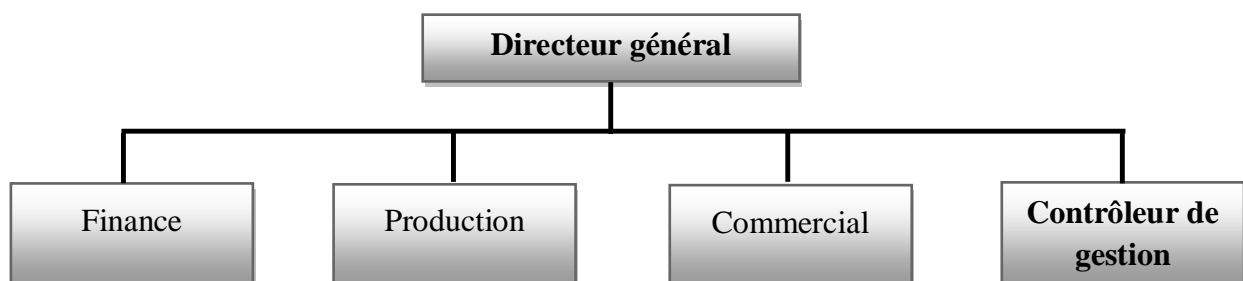 Directeur général
Finance
Production
Commercial
Contrôleur de
gestion